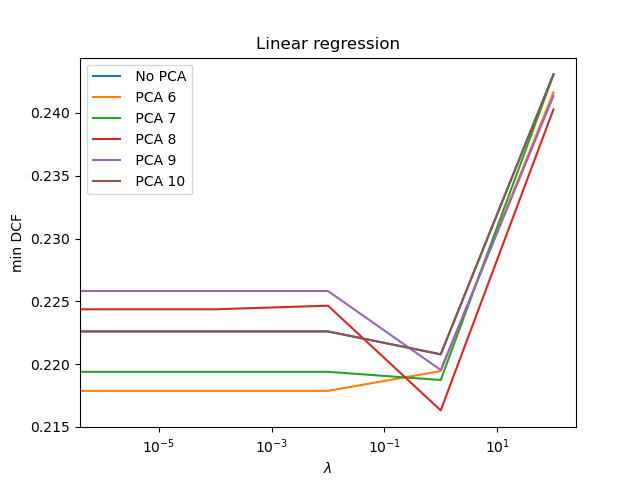 Linear regression
No PCA
PCA 6
PCA 7
PCA 8
PCA 9
PCA 10
0.240
0.235
0.230
0.225
0.220
0.215
min DCF
10⁻⁵
10⁻³
10⁻¹
10¹
λ